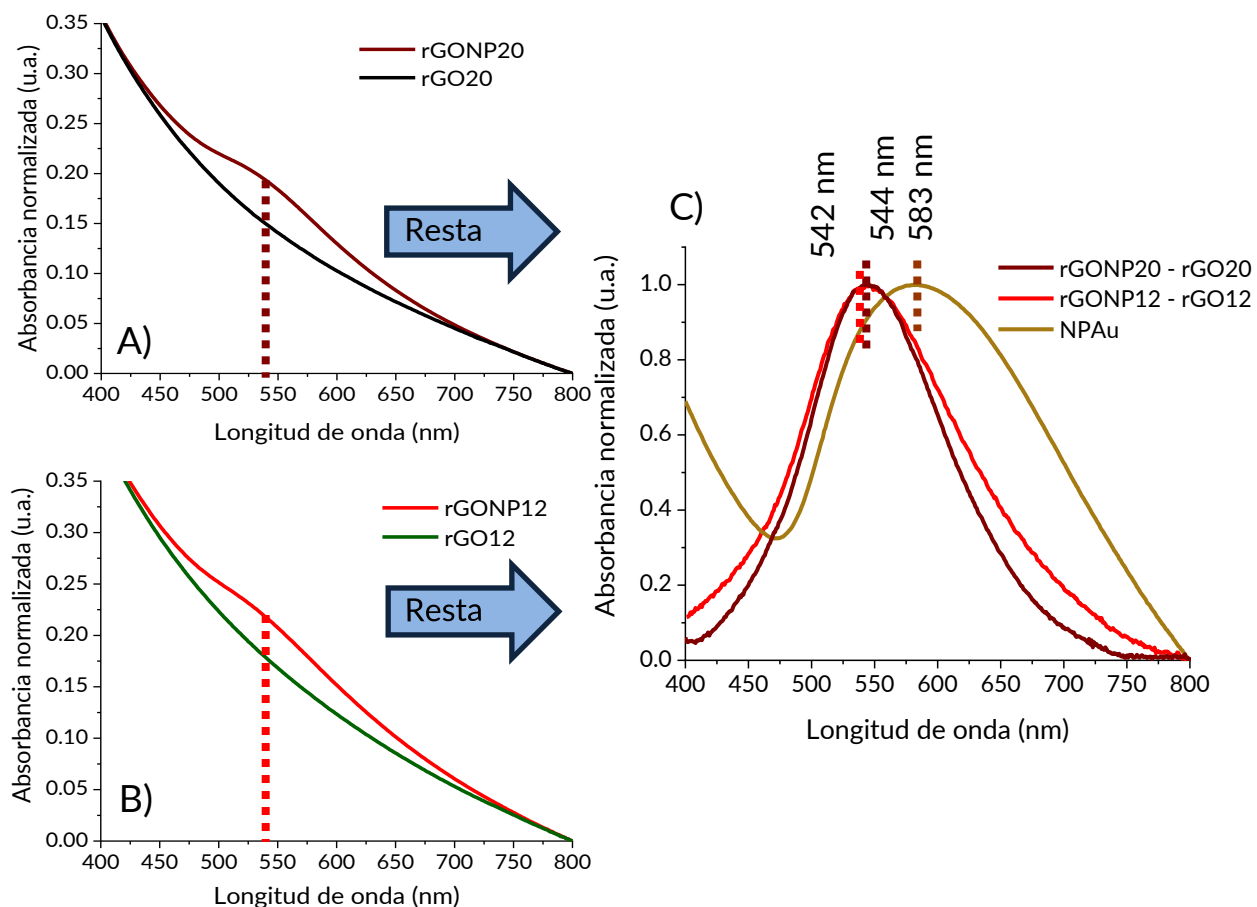 Absorbancia normalizada (u.a.)
0.35
0.30
0.25
0.20
0.15
0.10
0.05
0.00
rGONP20
rGO20
A)
400 450 500 550 600 650 700 750 800
Longitud de onda (nm)
Resta
Absorbancia normalizada (u.a.)
0.35
0.30
0.25
0.20
0.15
0.10
0.05
0.00
rGONP12
rGO12
B)
400 450 500 550 600 650 700 750 800
Longitud de onda (nm)
Resta
C)
542 nm
544 nm
583 nm
rGONP20 - rGO20
rGONP12 - rGO12
NPAu
Absorbancia normalizada (u.a.)
1.0
0.8
0.6
0.4
0.2
0.0
400 450 500 550 600 650 700 750 800
Longitud de onda (nm)